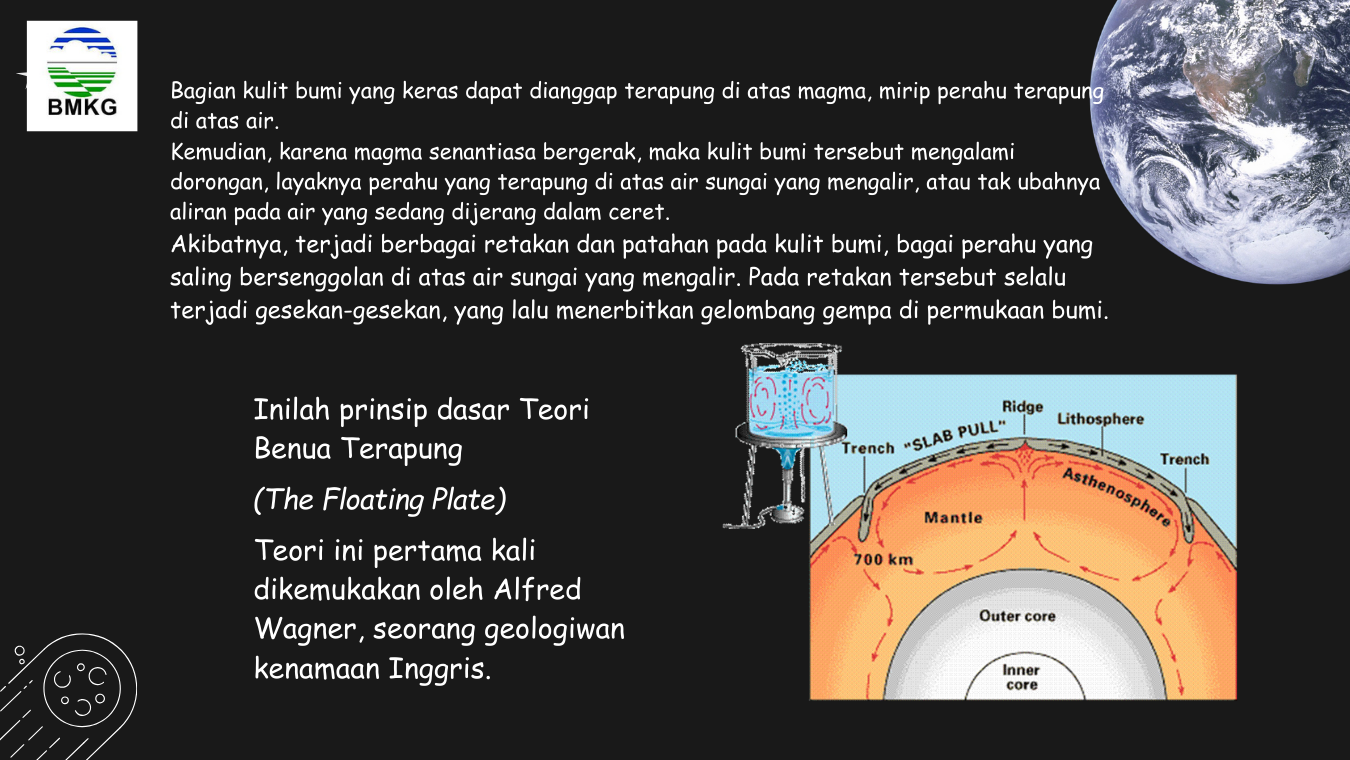 BMKG
Bagian kulit bumi yang keras dapat dianggap terapung di atas magma, mirip perahu terapung
di atas air.
Kemudian, karena magma senantiasa bergerak, maka kulit bumi tersebut mengalami
dorongan, layaknya perahu yang terapung di atas air sungai yang mengalir, atau tak ubahnya
aliran pada air yang sedang dijerang dalam ceret.
Akibatnya, terjadi berbagai retakan dan patahan pada kulit bumi, bagai perahu yang
saling bersenggolan di atas air sungai yang mengalir. Pada retakan tersebut selalu
terjadi gesekan-gesekan, yang lalu menerbitkan gelombang gempa di permukaan bumi.
Inilah prinsip dasar Teori
Benua Terapung
(The Floating Plate)
Teori ini pertama kali
dikemukakan oleh Alfred
Wagner, seorang geologiwan
kenamaan Inggris.
Ridge
Lithosphere
Trench
"SLAB PULL"
Trench
Asthenosphere
Mantle
700 km
Outer core
Inner
core